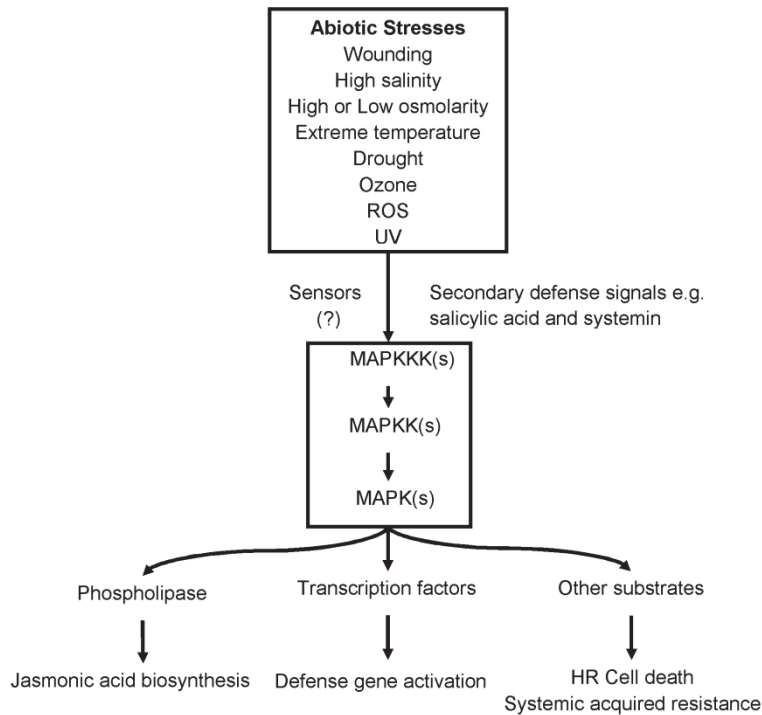 Abiotic Stresses
Wounding
High salinity
High or Low osmolarity
Extreme temperature
Drought
Ozone
ROS
UV
Sensors
(?)
Secondary defense signals e.g.
salicylic acid and systemin
MAPKKK(s)
MAPKK(s)
MAPK(s)
Phospholipase
Transcription factors
Other substrates
Jasmonic acid biosynthesis
Defense gene activation
HR Cell death
Systemic acquired resistance